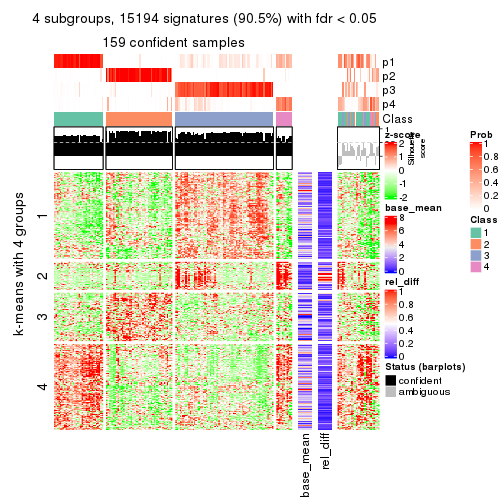 4 subgroups, 15194 signatures (90.5%) with fdr < 0.05
159 confident samples
p1
p2
p3
p4
Class
k-means with 4 groups
1
2
3
4
base_mean
rel_diff
1
Silhouette score
z-score
2
1
0
-1
-2
base_mean
8
6
4
2
0
rel_diff
1
0.8
0.6
0.4
0.2
0
Status (barplots)
confident
ambiguous
Prob
1
0.8
0.6
0.4
0.2
0
Class
1
2
3
4